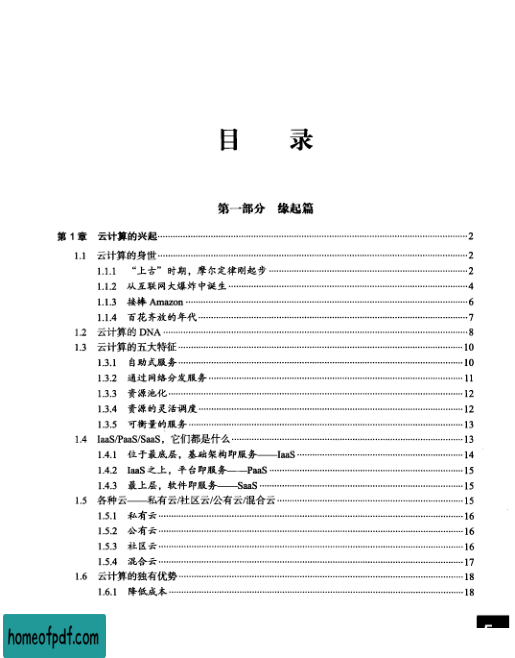 目 录
第一部分 缘起篇
第1章 云计算的兴起 2
1.1 云计算的身世 2
1.1.1 “上古”时期，摩尔定律刚起步 2
1.1.2 从互联网大爆炸中诞生 4
1.1.3 接棒 Amazon 6
1.1.4 百花齐放的年代 7
1.2 云计算的 DNA 8
1.3 云计算的五大特征 10
1.3.1 自助式服务 10
1.3.2 通过网络分发服务 11
1.3.3 资源池化 12
1.3.4 资源的灵活调度 12
1.3.5 可衡量的服务 13
1.4 IaaS/PaaS/SaaS，它们都是什么 13
1.4.1 位于最底层，基础架构即服务——IaaS 14
1.4.2 IaaS之上，平台即服务——PaaS 15
1.4.3 最上层，软件即服务——SaaS 15
1.5 各种云——私有云/社区云/公有云/混合云 15
1.5.1 私有云 16
1.5.2 公有云 16
1.5.3 社区云 16
1.5.4 混合云 17
1.6 云计算的独有优势 18
1.6.1 降低成本 18
homeofpdf.com